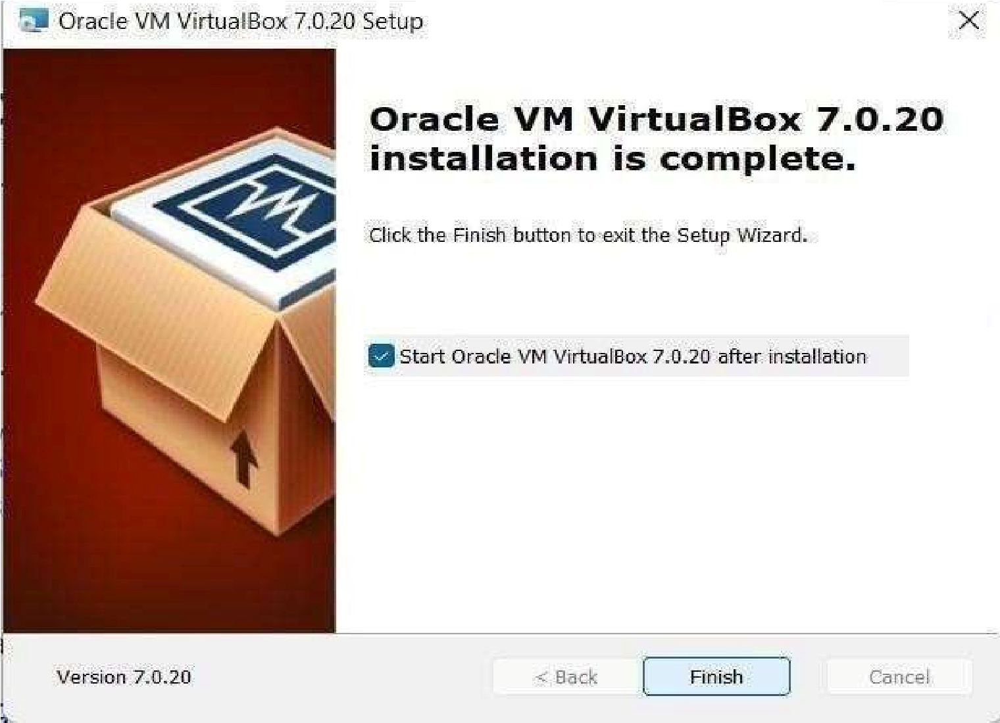 Oracle VM VirtualBox 7.0.20 Setup
Oracle VM VirtualBox 7.0.20
installation is complete.
Click the Finish button to exit the Setup Wizard.
Start Oracle VM VirtualBox 7.0.20 after installation
Version 7.0.20
< Back
Finish
Cancel